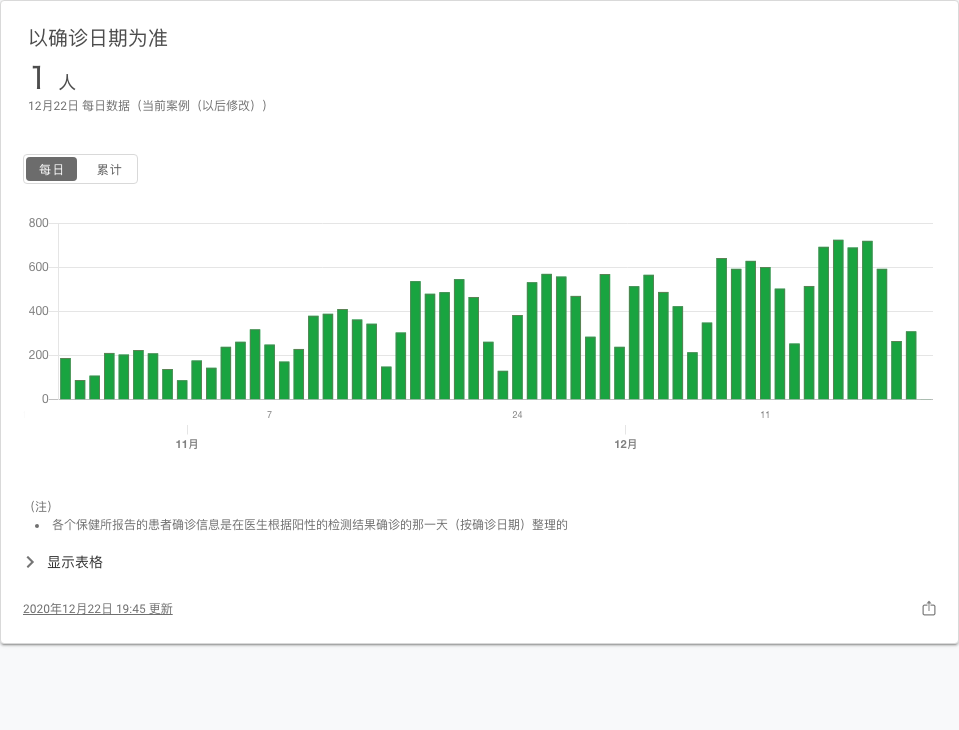 以确诊日期为准
1 人
12月22日 每日数据（当前案例（以后修改））
每日 累计
800
600
400
200
0
7 24 11
11月 12月
（注）
• 各个保健所报告的患者确诊信息是在医生根据阳性的检测结果确诊的那一天（按确诊日期）整理的
显示表格
2020年12月22日 19:45 更新